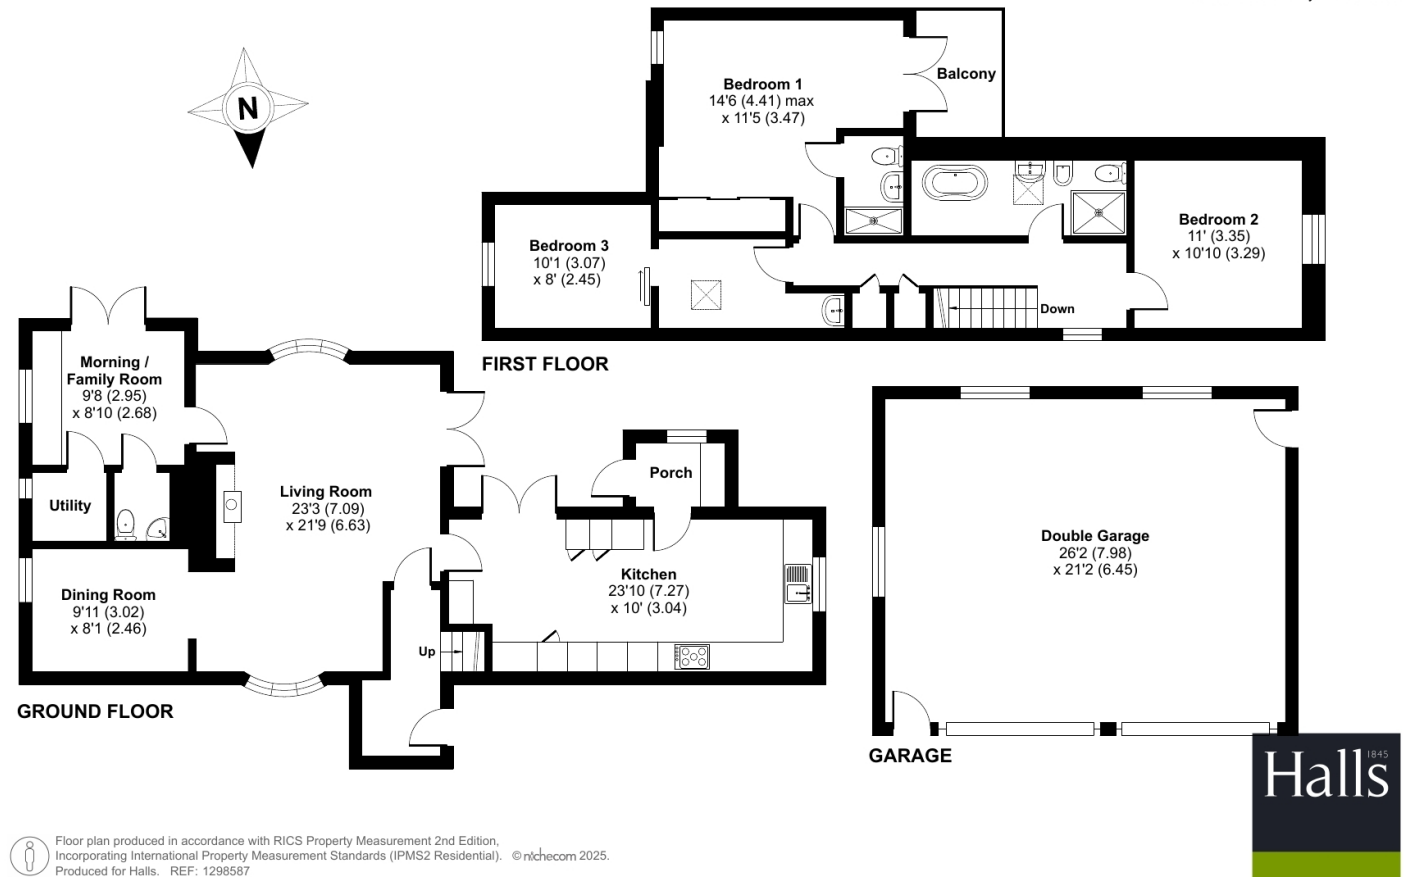 N
Bedroom 1
14'6 (4.41) max
x 11'5 (3.47)
Balcony
Bedroom 3
10'1 (3.07)
x 8' (2.45)
Bedroom 2
11' (3.35)
x 10'10 (3.29)
Down
FIRST FLOOR
Morning /
Family Room
9'8 (2.95)
x 8'10 (2.68)
Utility
Living Room
23'3 (7.09)
x 21'9 (6.63)
Porch
Kitchen
23'10 (7.27)
x 10' (3.04)
Dining Room
9'11 (3.02)
x 8'1 (2.46)
Up
GROUND FLOOR
Double Garage
26'2 (7.98)
x 21'2 (6.45)
GARAGE
1845
Halls
Floor plan produced in accordance with RICS Property Measurement 2nd Edition,
Incorporating International Property Measurement Standards (IPMS2 Residential). © nichecom 2025.
Produced for Halls. REF: 1298587